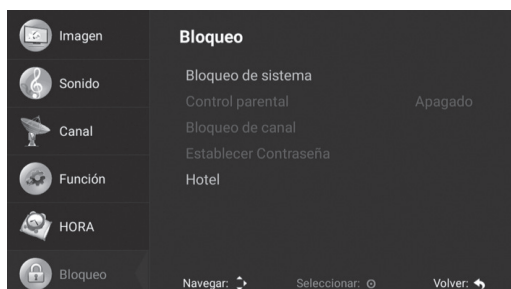 Imagen
Sonido
Canal
Función
HORA
Bloqueo
Bloqueo
Bloqueo de sistema
Control parental Apagado
Bloqueo de canal
Establecer Contraseña
Hotel
Navegar: Seleccionar: Volver: